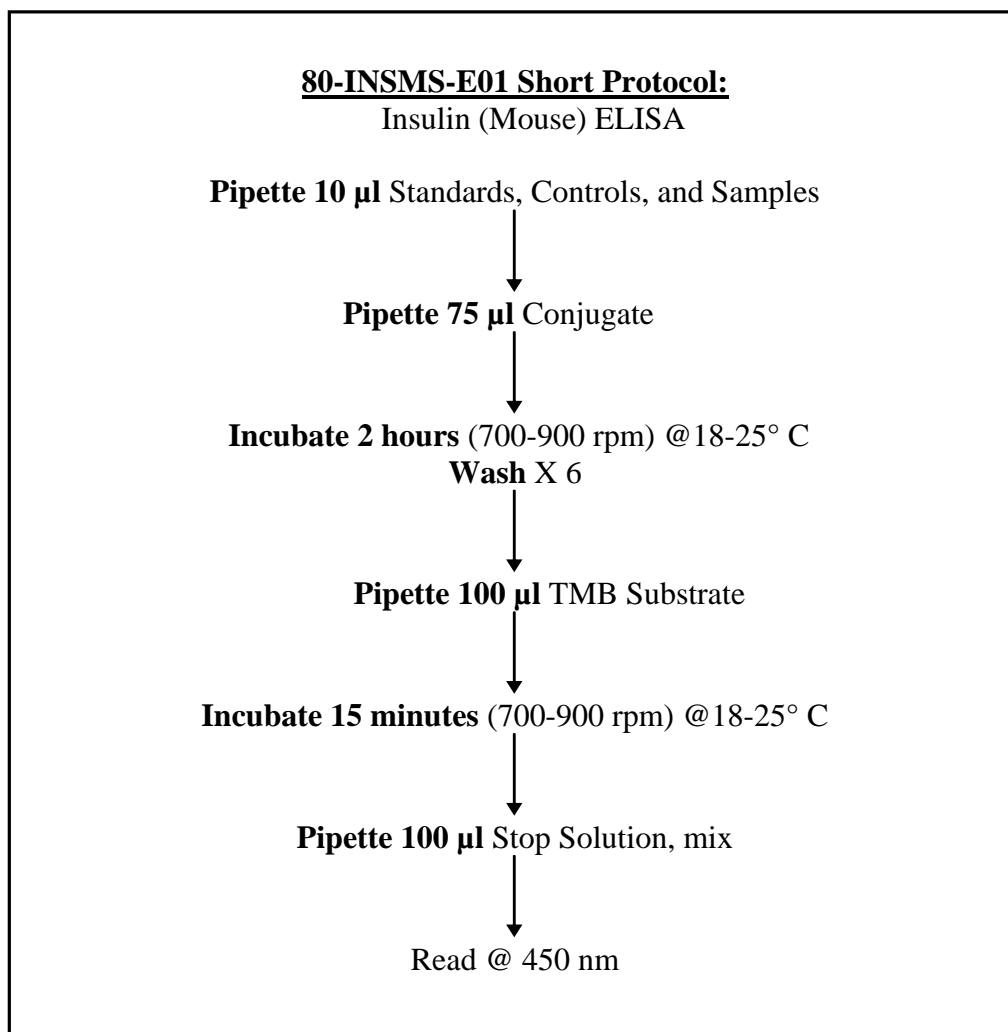 80-INSMS-E01 Short Protocol:
Insulin (Mouse) ELISA
Pipette 10 µl Standards, Controls, and Samples
Pipette 75 µl Conjugate
Incubate 2 hours (700-900 rpm) @18-25° C
Wash X 6
Pipette 100 µl TMB Substrate
Incubate 15 minutes (700-900 rpm) @18-25° C
Pipette 100 µl Stop Solution, mix
Read @ 450 nm